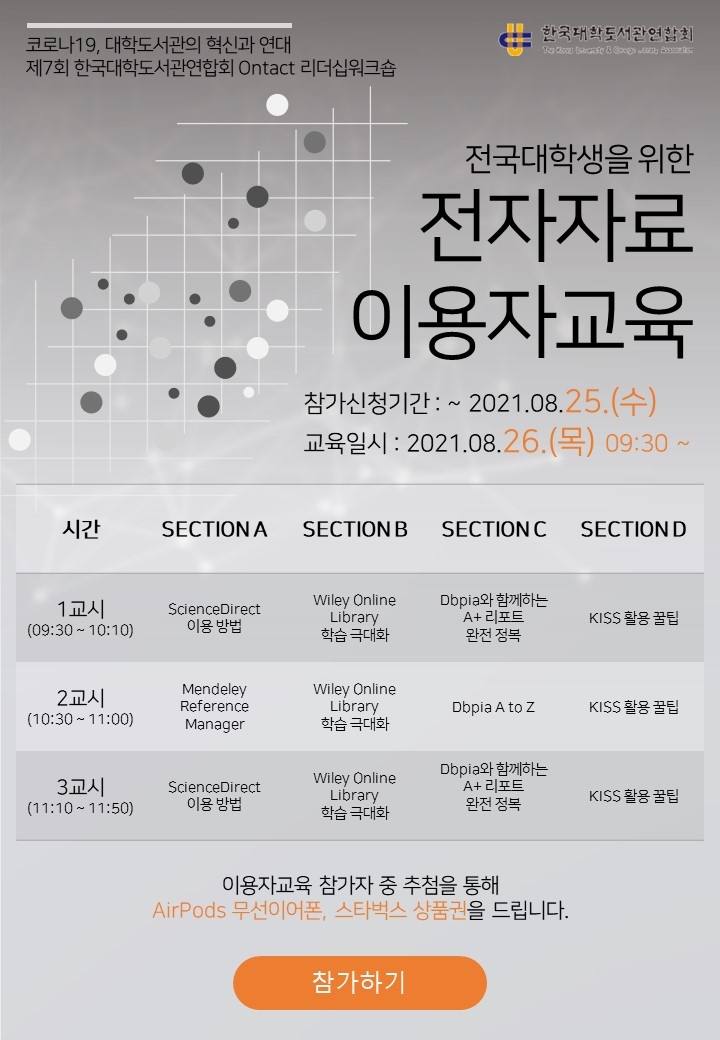 코로나19, 대학도서관의 혁신과 연대
제7회 한국대학도서관연합회 Ontact 리더십워크숍
한국대학도서관연합회
The Korea University & College Library Association
전국대학생을 위한
전자자료
이용자교육
참가신청기간 : ~ 2021.08.25.(수)
교육일시 : 2021.08.26.(목) 09:30 ~
시간 SECTION A SECTION B SECTION C SECTION D
1교시
(09:30 ~ 10:10)
ScienceDirect
이용 방법
Wiley Online
Library
학습 극대화
Dbpia와 함께하는
A+ 리포트
완전 정복
KISS 활용 꿀팁
2교시
(10:30 ~ 11:00)
Mendeley
Reference
Manager
Wiley Online
Library
학습 극대화
Dbpia A to Z
KISS 활용 꿀팁
3교시
(11:10 ~ 11:50)
ScienceDirect
이용 방법
Wiley Online
Library
학습 극대화
Dbpia와 함께하는
A+ 리포트
완전 정복
KISS 활용 꿀팁
이용자교육 참가자 중 추첨을 통해
AirPods 무선이어폰, 스타벅스 상품권을 드립니다.
참가하기